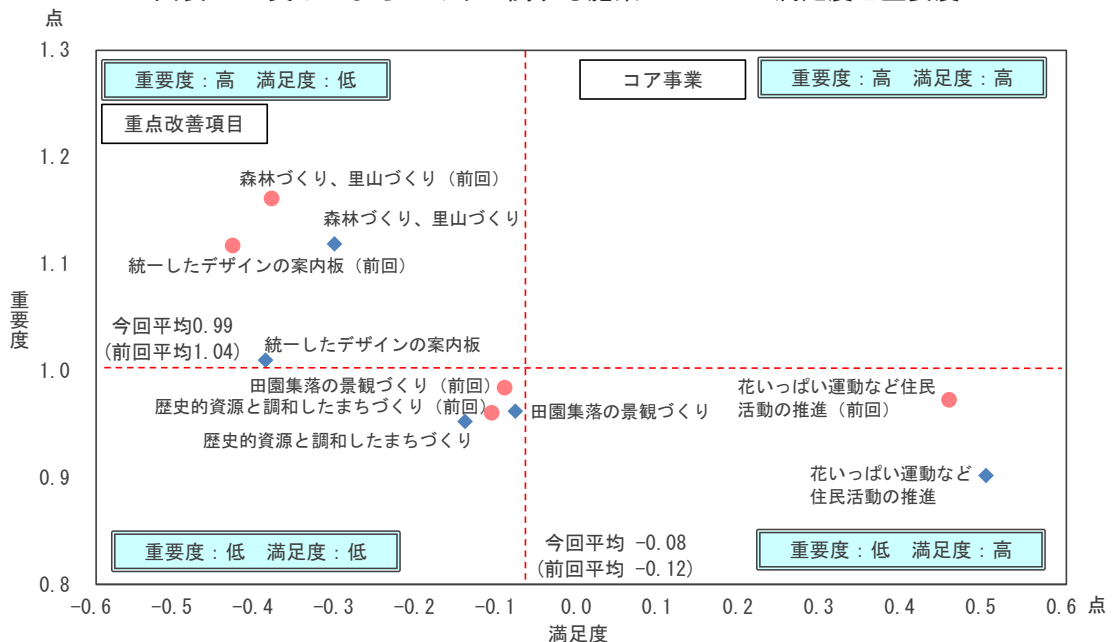 点
1.3
重要度：高　満足度：低
コア事業
重要度：高　満足度：高
重点改善項目
1.2
森林づくり、里山づくり（前回）
森林づくり、里山づくり
1.1
統一したデザインの案内板（前回）
重要度
今回平均0.99
(前回平均1.04)
統一したデザインの案内板
1.0
田園集落の景観づくり（前回）
歴史的資源と調和したまちづくり（前回）
田園集落の景観づくり
歴史的資源と調和したまちづくり
花いっぱい運動など住民
活動の推進（前回）
0.9
花いっぱい運動など
住民活動の推進
重要度：低　満足度：低
今回平均 -0.08
(前回平均 -0.12)
重要度：低　満足度：高
0.8
-0.6 -0.5 -0.4 -0.3 -0.2 -0.1 0.0 0.1 0.2 0.3 0.4 0.5 0.6 点
満足度